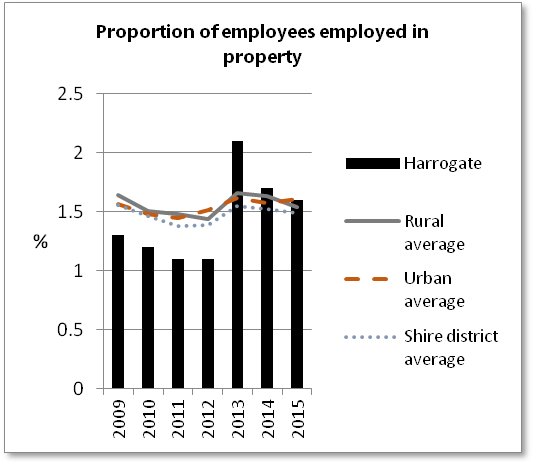 Proportion of employees employed in
property
2.5
2
1.5
1
0.5
0
%
2009
2010
2011
2012
2013
2014
2015
Harrogate
Rural
average
Urban
average
Shire district
average